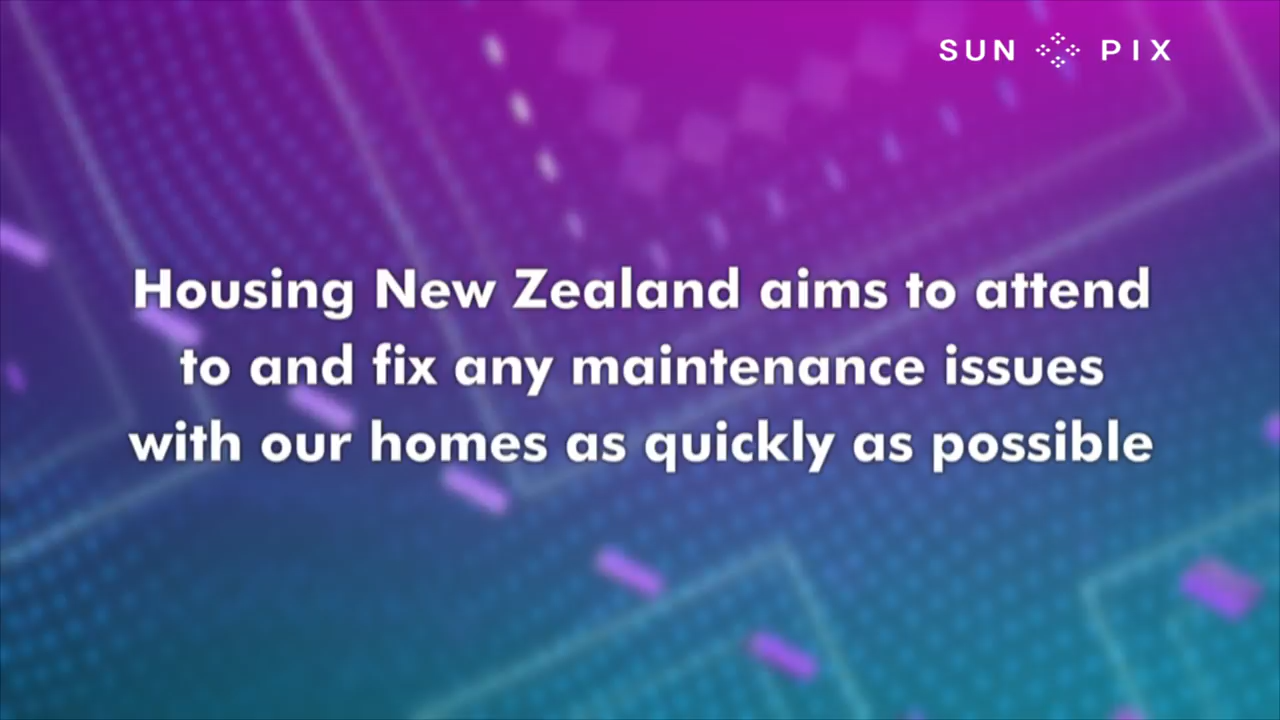 SUN PIX
Housing New Zealand aims to attend
to and fix any maintenance issues
with our homes as quickly as possible